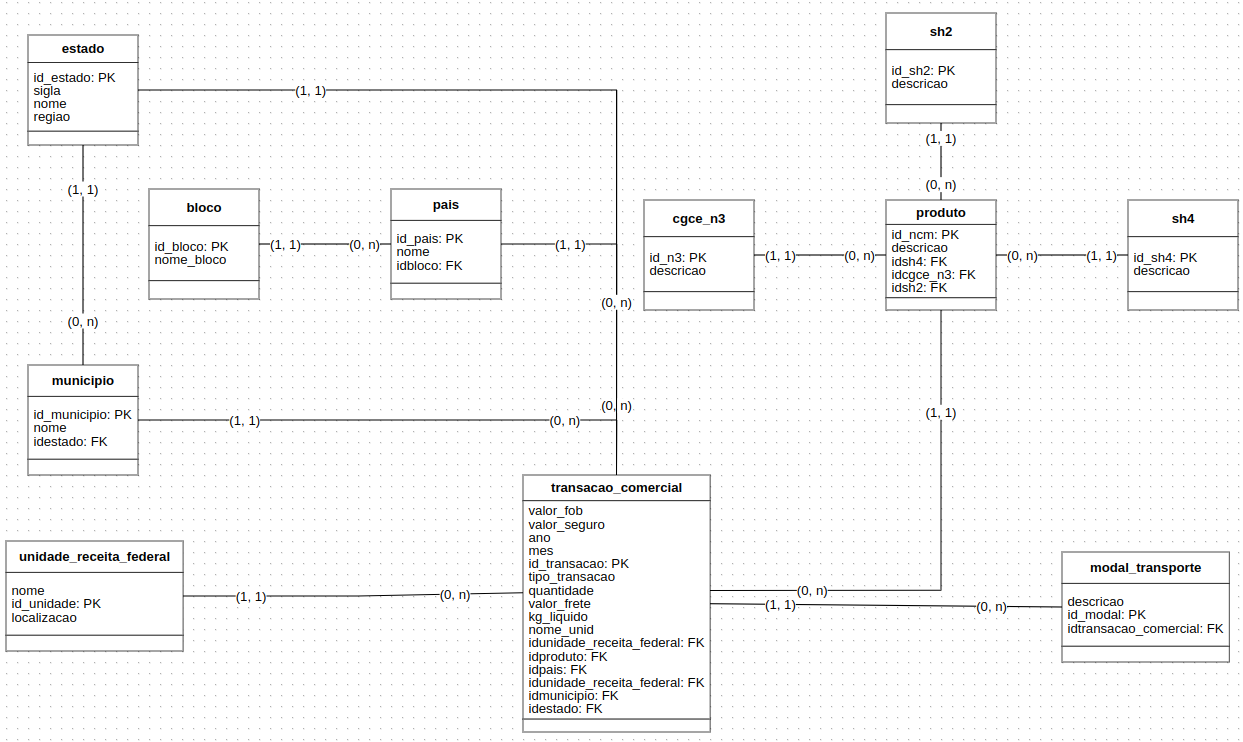 sh2
id_sh2: PK
descricao
(1, 1)
(0, n)
estado
id_estado: PK
sigla
nome
regiao
(1, 1)
(1, 1)
(0, n)
bloco
id_bloco: PK
nome_bloco
(1, 1)
(0, n)
pais
id_pais: PK
nome
idbloco: FK
(1, 1)
(0, n)
(0, n)
cgce_n3
id_n3: PK
descricao
(1, 1)
(0, n)
produto
id_ncm: PK
descricao
idsh4: FK
idcgce_n3: FK
idsh2: FK
(0, n)
(1, 1)
sh4
id_sh4: PK
descricao
(1, 1)
municipio
id_municipio: PK
nome
idestado: FK
(1, 1)
(0, n)
transacao_comercial
valor_fob
valor_seguro
ano
mes
id_transacao: PK
tipo_transacao
quantidade
valor_frete
kg_liquido
nome_unid
idunidade_receita_federal: FK
idproduto: FK
idpais: FK
idunidade_receita_federal: FK
idmunicipio: FK
idestado: FK
unidade_receita_federal
nome
id_unidade: PK
localizacao
(1, 1)
(0, n)
(0, n)
(1, 1)
(0, n)
modal_transporte
descricao
id_modal: PK
idtransacao_comercial: FK